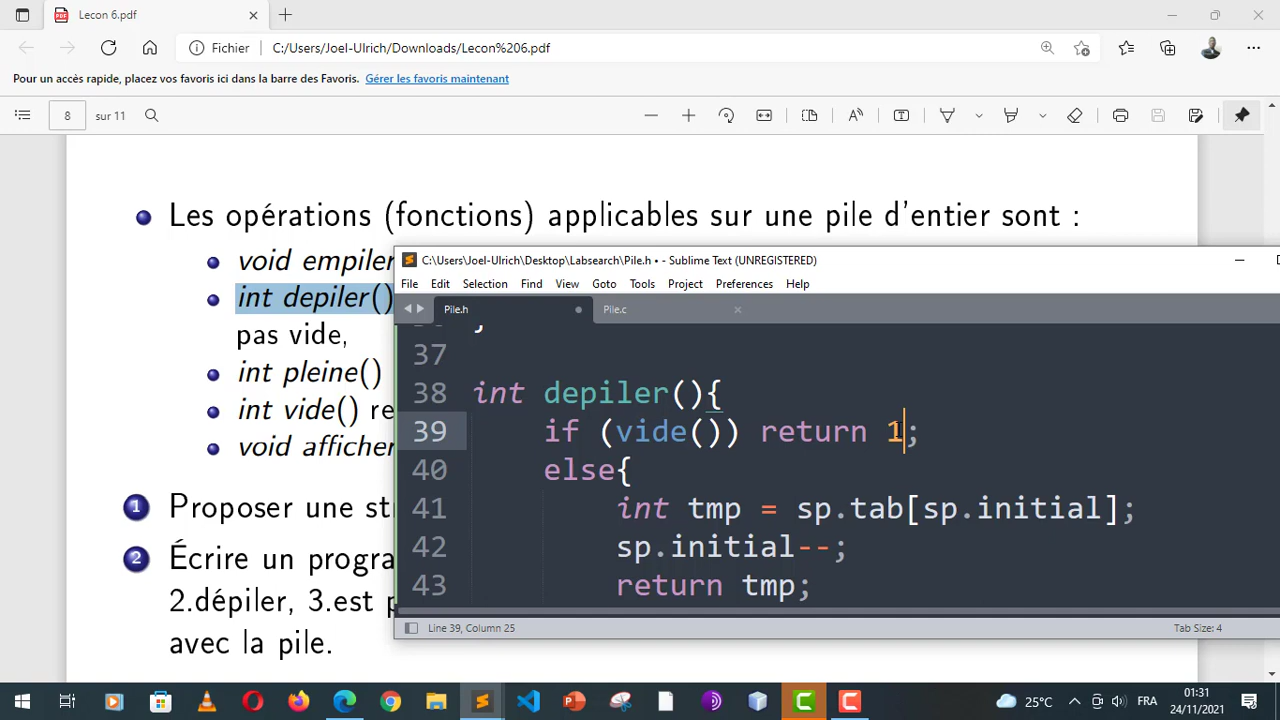 Lecon 6.pdf
Fichier
C:/Users/Joel-Ulrich/Downloads/Lecon%206.pdf
Pour un accès rapide, placez vos favoris ici dans la barre des Favoris. Gérer les favoris maintenant
8 sur 11
Les opérations (fonctions) applicables sur une pile d'entier sont :
void empiler
int depiler()
pas vide,
int pleine()
int vide() re
void afficher
1 Proposer une str
2 Écrire un progra
2.dépiler, 3.est p
avec la pile.
C:\Users\Joel-Ulrich\Desktop\Labsearch\Pile.h • - Sublime Text (UNREGISTERED)
File Edit Selection Find View Goto Tools Project Preferences Help
Pile.h
Pile.c
37
38 int depiler(){
39 if (vide()) return 1;
40 else{
41 int tmp = sp.tab[sp.initial];
42 sp.initial--;
43 return tmp;
Line 39, Column 25
Tab Size: 4
25°C
FRA
01:31
24/11/2021